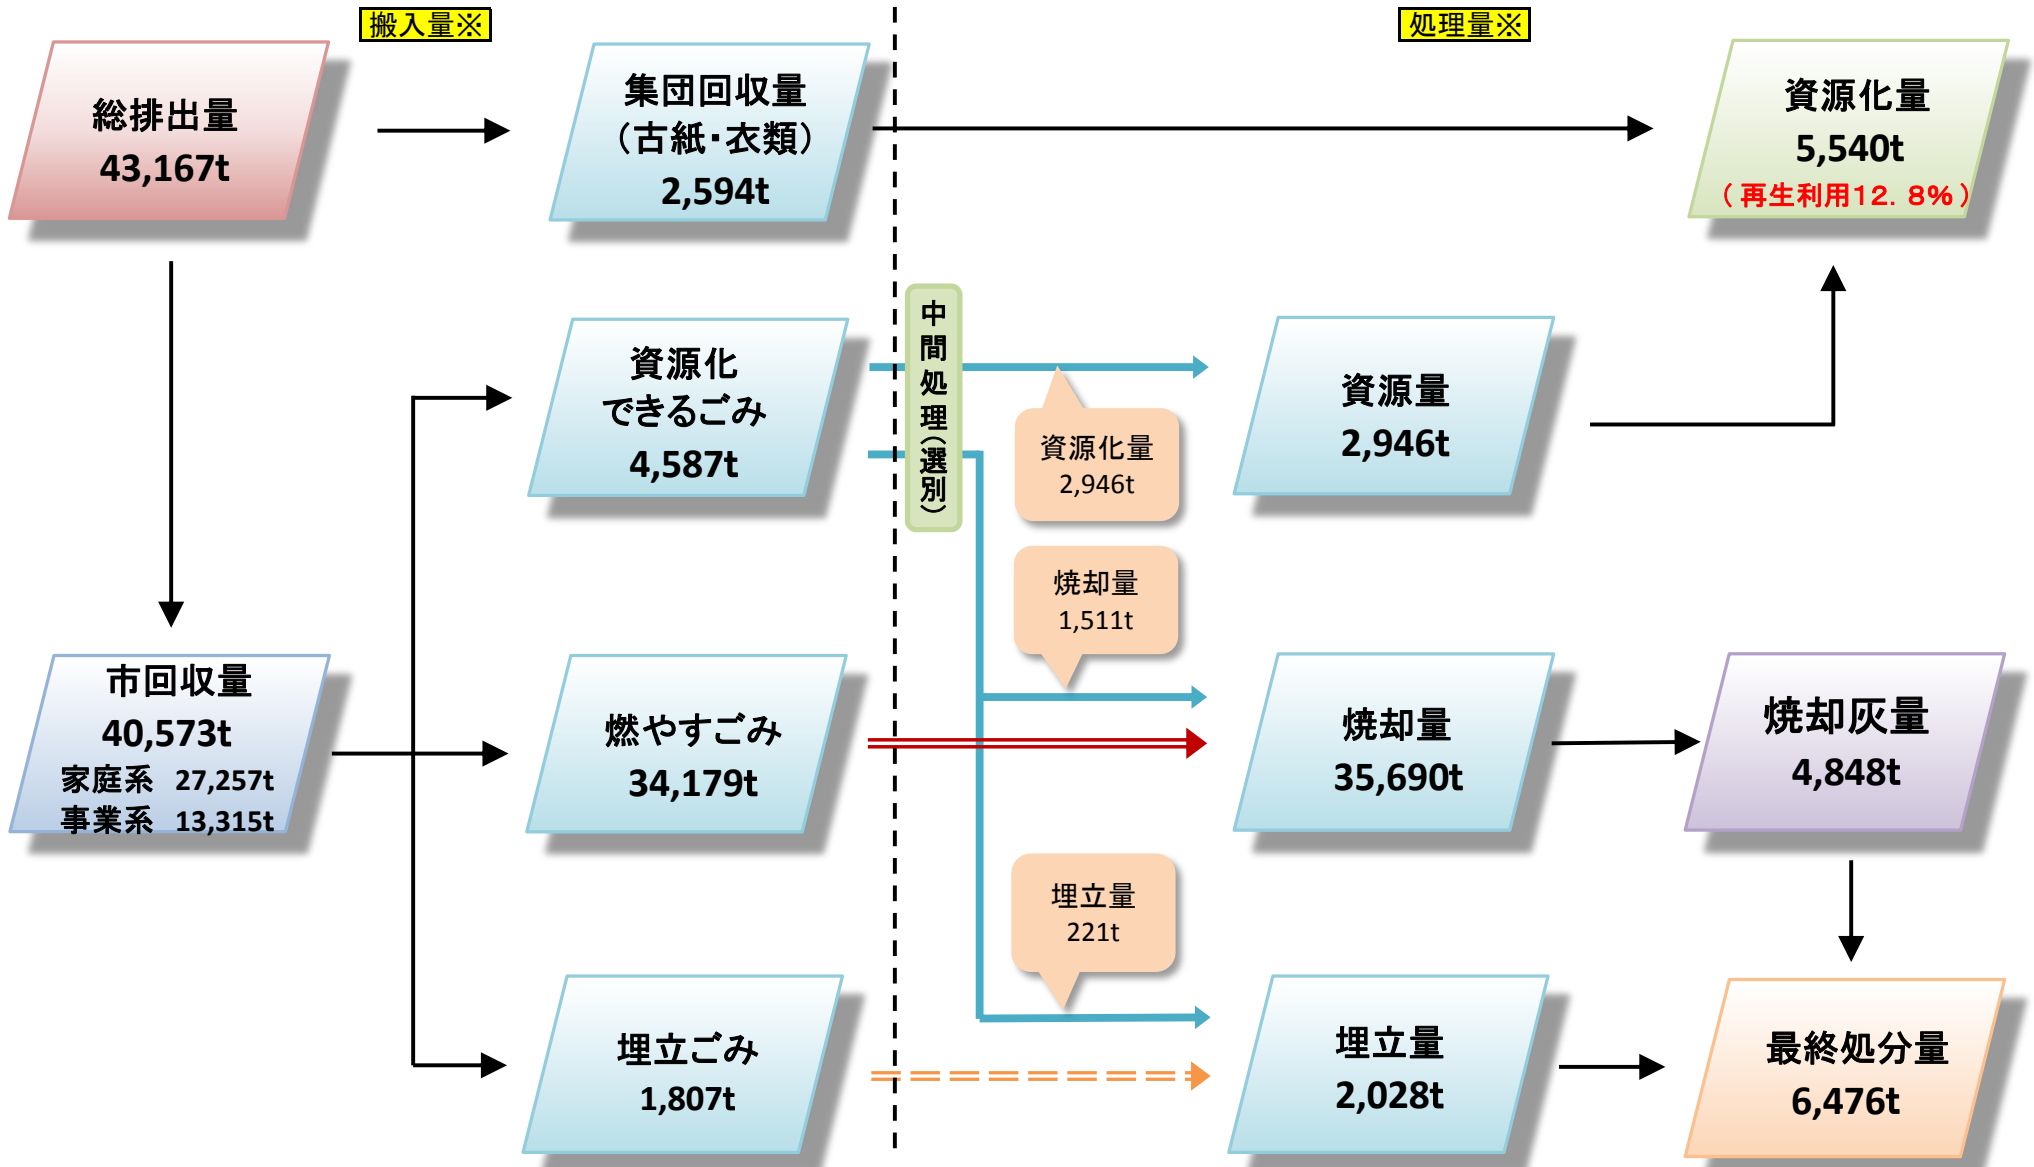 搬入量※
処理量※
総排出量
43,167t
集団回収量
（古紙・衣類）
2,594t
資源化量
5,540t
（再生利用12．8％）
資源化
できるごみ
4,587t
中間処理（選別）
資源化量
2,946t
資源量
2,946t
焼却量
1,511t
市回収量
40,573t
家庭系 27,257t
事業系 13,315t
燃やすごみ
34,179t
焼却量
35,690t
焼却灰量
4,848t
埋立量
221t
埋立ごみ
1,807t
埋立量
2,028t
最終処分量
6,476t